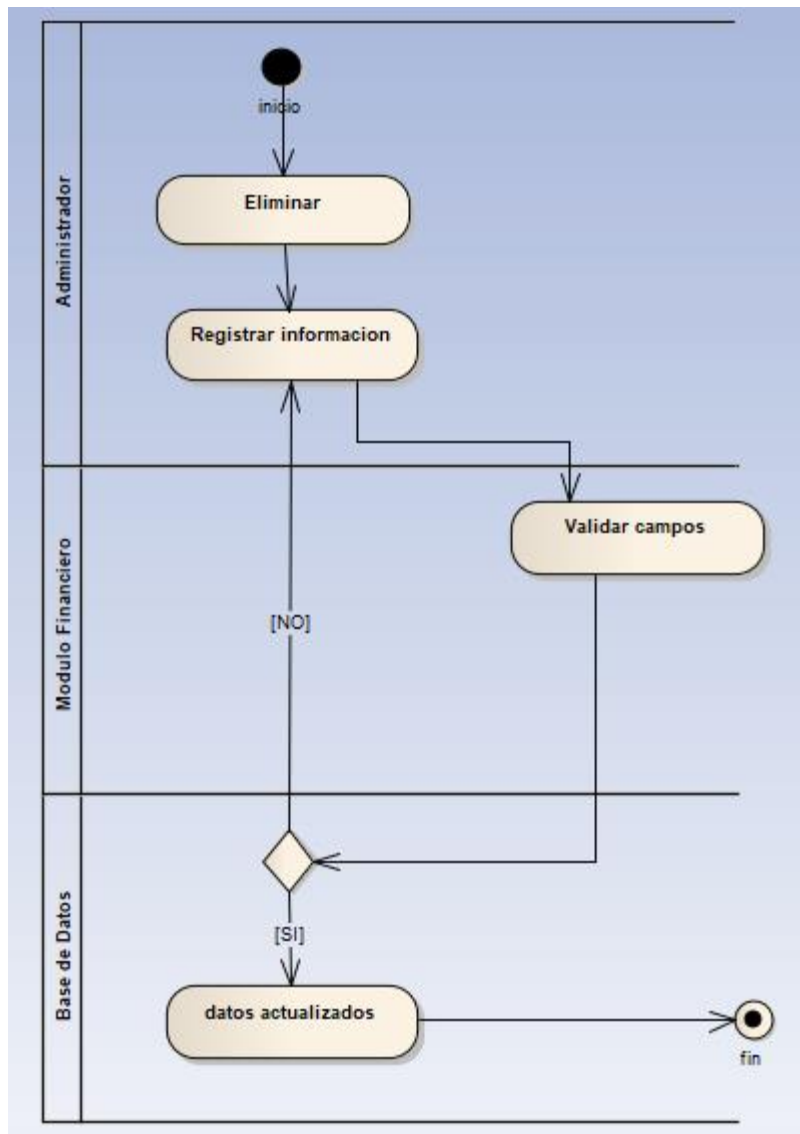 Administrador
inicio
Eliminar
Registrar informacion
Modulo Financiero
Validar campos
[NO]
Base de Datos
[SI]
datos actualizados
fin